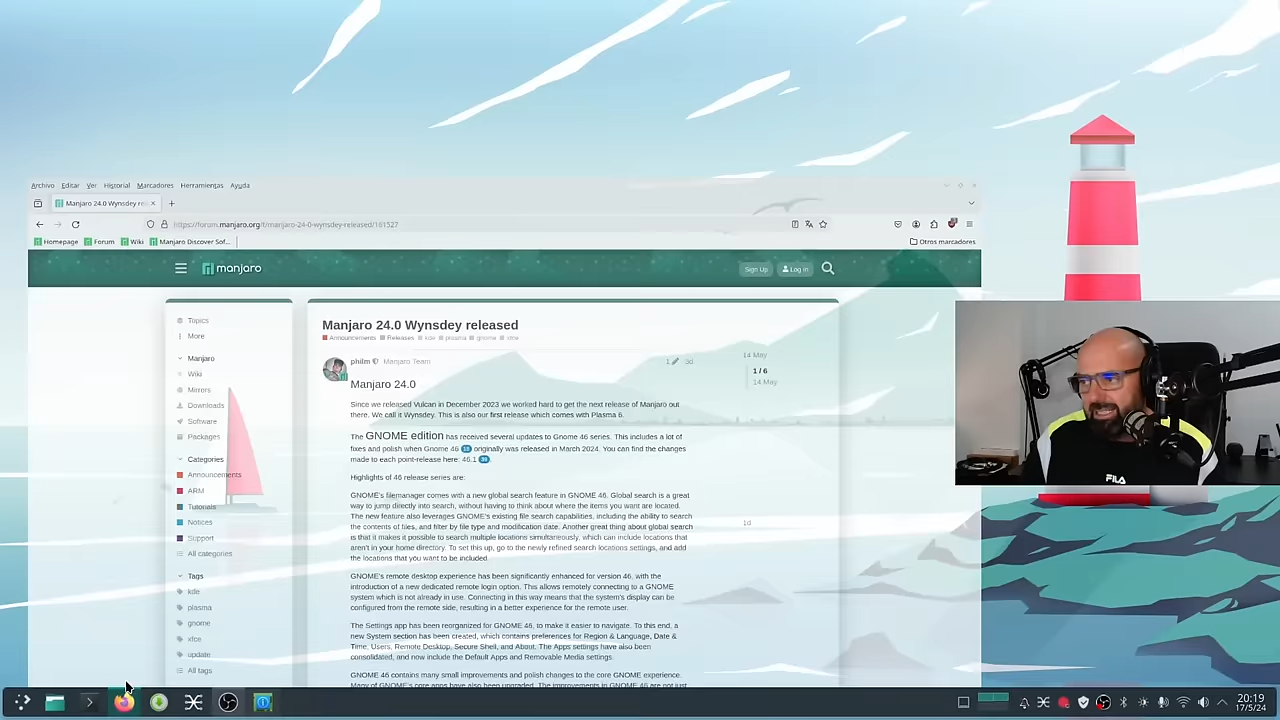 Archivo Editar Ver Historial Marcadores Herramientas Ayuda
Manjaro 24.0 Wynsdey rel
https://forum.manjaro.org/t/manjaro-24-0-wynsdey-released/161527
Homepage Forum Wiki Manjaro Discover Sof... Otros marcadores
manjaro Sign Up Log In
Topics
More
Manjaro
Wiki
Mirrors
Downloads
Software
Packages
Categories
Announcements
ARM
Tutorials
Notices
Support
All categories
Tags
kde
plasma
gnome
xfce
update
All tags
Manjaro 24.0 Wynsdey released
Announcements Releases kde plasma gnome xfce
philm Manjaro Team 1 3d
Manjaro 24.0
Since we released Vulcan in December 2023 we worked hard to get the next release of Manjaro out
there. We call it Wynsdey. This is also our first release which comes with Plasma 6.
The GNOME edition has received several updates to Gnome 46 series. This includes a lot of
fixes and polish when Gnome 46 originally was released in March 2024. You can find the changes
made to each point-release here: 46.1
Highlights of 46 release series are:
GNOME's filemanager comes with a new global search feature in GNOME 46. Global search is a great
way to jump directly into search, without having to think about where the items you want are located.
The new feature also leverages GNOME's existing file search capabilities, including the ability to search
the contents of files, and filter by file type and modification date. Another great thing about global search
is that it makes it possible to search multiple locations simultaneously, which can include locations that
aren't in your home directory. To set this up, go to the newly refined search locations settings, and add
the locations that you want to be included.
GNOME's remote desktop experience has been significantly enhanced for version 46, with the
introduction of a new dedicated remote login option. This allows remotely connecting to a GNOME
system which is not already in use. Connecting in this way means that the system's display can be
configured from the remote side, resulting in a better experience for the remote user.
The Settings app has been reorganized for GNOME 46, to make it easier to navigate. To this end, a
new System section has been created, which contains preferences for Region & Language, Date &
Time, Users, Remote Desktop, Secure Shell, and About. The Apps settings have also been
consolidated, and now include the Default Apps and Removable Media settings.
GNOME 46 contains many small improvements and polish changes to the core GNOME experience.
Many of GNOME's core apps have also been upgraded. The improvements in GNOME 46 are not just
14 May
1 / 6
14 May
1d
FILA
20:19
17/5/24